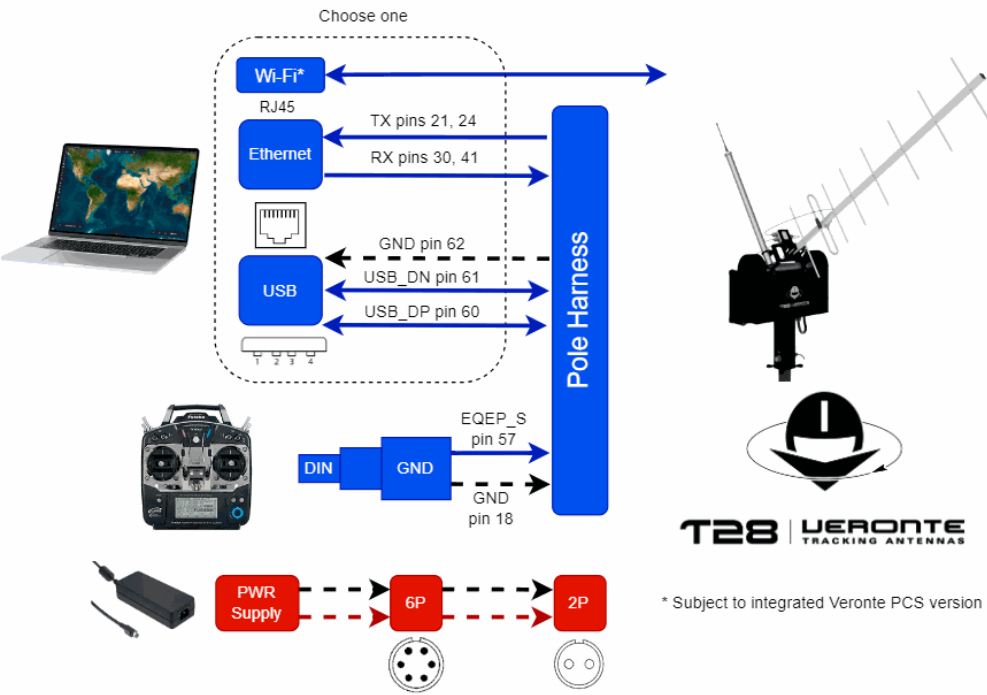 Choose one
Wi-Fi*
RJ45
TX pins 21, 24
Ethernet
RX pins 30, 41
GND pin 62
USB_DN pin 61
USB
USB_DP pin 60
1 2 3 4
Pole Harness
EQEP_S
pin 57
DIN
GND
GND
pin 18
T28 | VERONTE
TRACKING ANTENNAS
PWR
Supply
6P
2P
* Subject to integrated Veronte PCS version